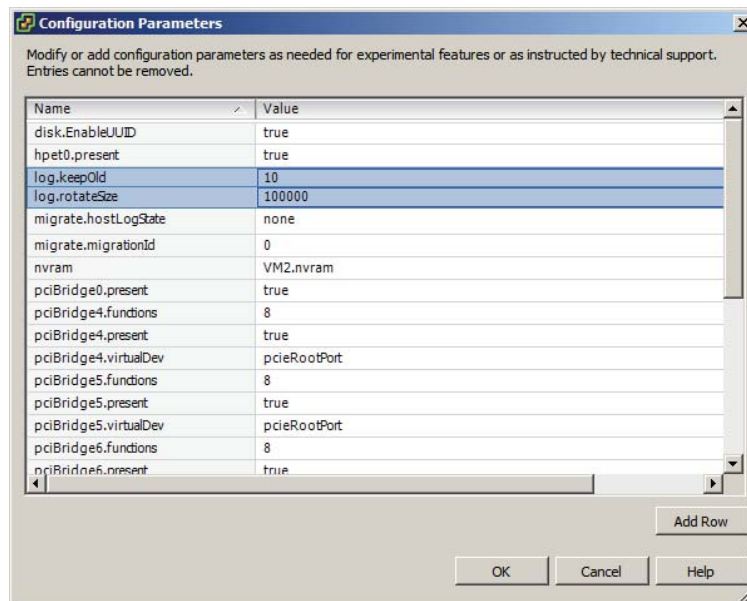 Configuration Parameters
Modify or add configuration parameters as needed for experimental features or as instructed by technical support.
Entries cannot be removed.
Name Value
disk.EnableUUID true
hpet0.present true
log.keepOld 10
log.rotateSize 100000
migrate.hostLogState none
migrate.migrationId 0
nvram VM2.nvram
pciBridge0.present true
pciBridge4.functions 8
pciBridge4.present true
pciBridge4.virtualDev pcieRootPort
pciBridge5.functions 8
pciBridge5.present true
pciBridge5.virtualDev pcieRootPort
pciBridge6.functions 8
pciBridge6.present true
Add Row
OK Cancel Help